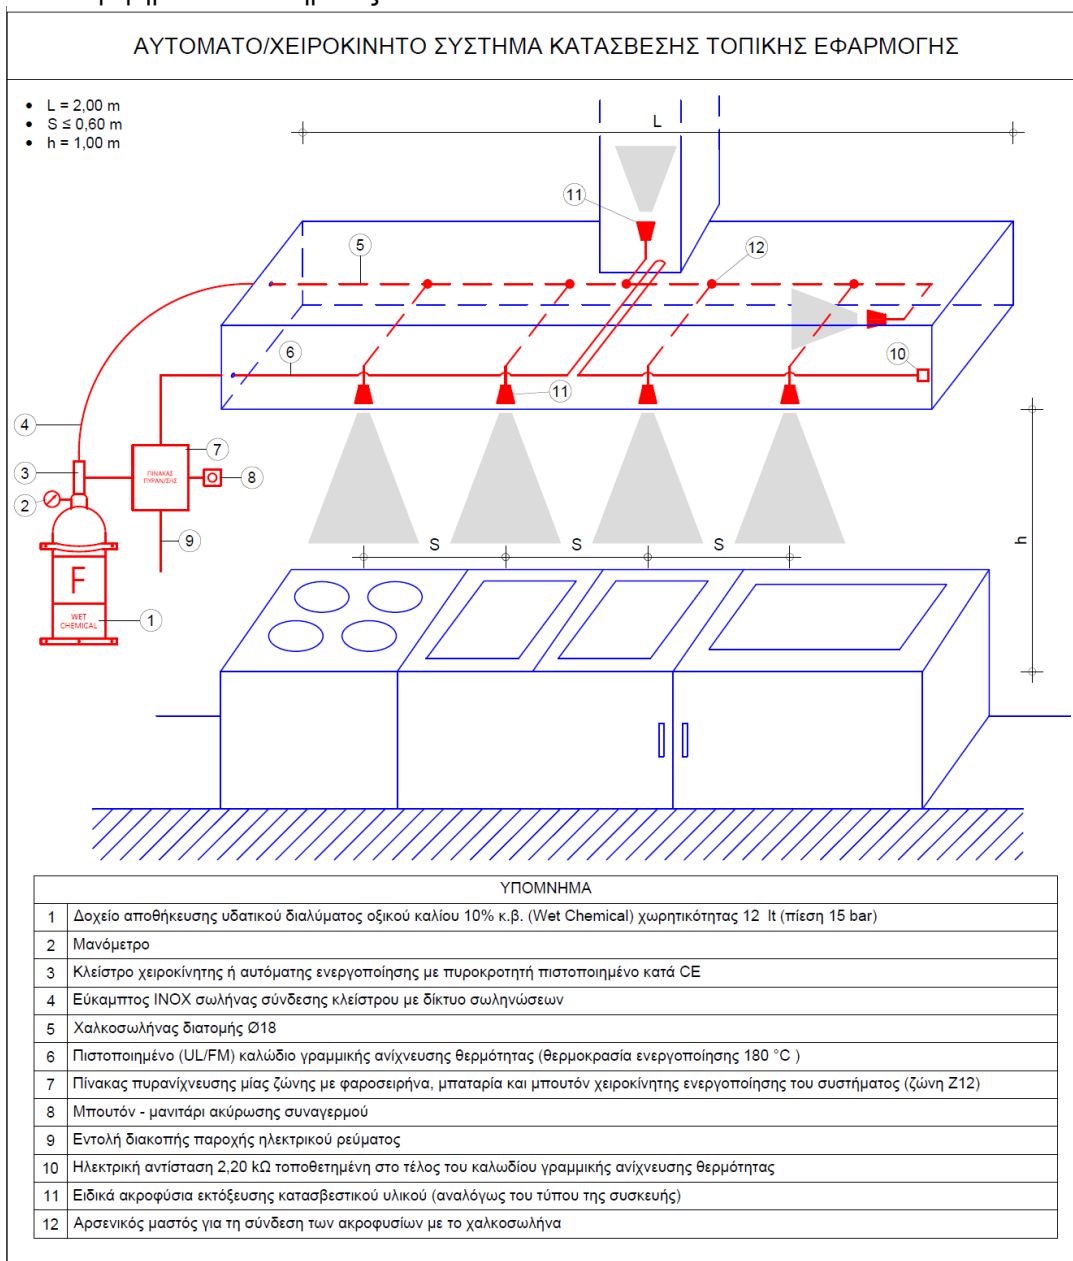 ΑΥΤΟΜΑΤΟ/ΧΕΙΡΟΚΙΝΗΤΟ ΣΥΣΤΗΜΑ ΚΑΤΑΣΒΕΣΗΣ ΤΟΠΙΚΗΣ ΕΦΑΡΜΟΓΗΣ
• L = 2,00 m
• S ≤ 0,60 m
• h = 1,00 m
L
11
5
12
6
10
11
4
7
3
ΠΙΝΑΚΑΣ
ΠΥΡΑΝ/ΣΗΣ
8
2
9
S
S
S
h
F
WET
CHEMICAL
1
ΥΠΟΜΝΗΜΑ
1 Δοχείο αποθήκευσης υδατικού διαλύματος οξικού καλίου 10% κ.β. (Wet Chemical) χωρητικότητας 12 lt (πίεση 15 bar)
2 Μανόμετρο
3 Κλείστρο χειροκίνητης ή αυτόματης ενεργοποίησης με πυροκροτητή πιστοποιημένο κατά CE
4 Εύκαμπτος INOX σωλήνας σύνδεσης κλείστρου με δίκτυο σωληνώσεων
5 Χαλκοσωλήνας διατομής Ø18
6 Πιστοποιημένο (UL/FM) καλώδιο γραμμικής ανίχνευσης θερμότητας (θερμοκρασία ενεργοποίησης 180 °C )
7 Πίνακας πυρανίχνευσης μίας ζώνης με φαροσειρήνα, μπαταρία και μπουτόν χειροκίνητης ενεργοποίησης του συστήματος (ζώνη Z12)
8 Μπουτόν - μανιτάρι ακύρωσης συναγερμού
9 Εντολή διακοπής παροχής ηλεκτρικού ρεύματος
10 Ηλεκτρική αντίσταση 2,20 kΩ τοποθετημένη στο τέλος του καλωδίου γραμμικής ανίχνευσης θερμότητας
11 Ειδικά ακροφύσια εκτόξευσης κατασβεστικού υλικού (αναλόγως του τύπου της συσκευής)
12 Αρσενικός μαστός για τη σύνδεση των ακροφυσίων με το χαλκοσωλήνα